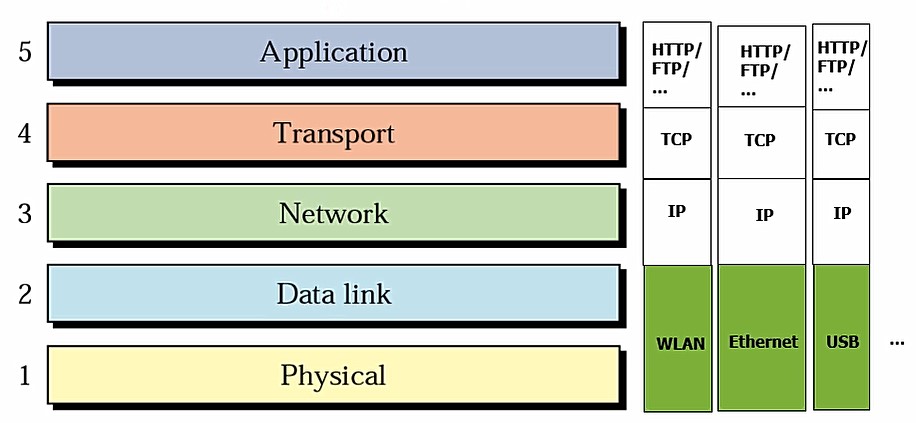 5 Application
HTTP/ HTTP/ HTTP/
FTP/ FTP/ FTP/
... ... ...
4 Transport TCP TCP TCP
3 Network IP IP IP
2 Data link
WLAN Ethernet USB ...
1 Physical